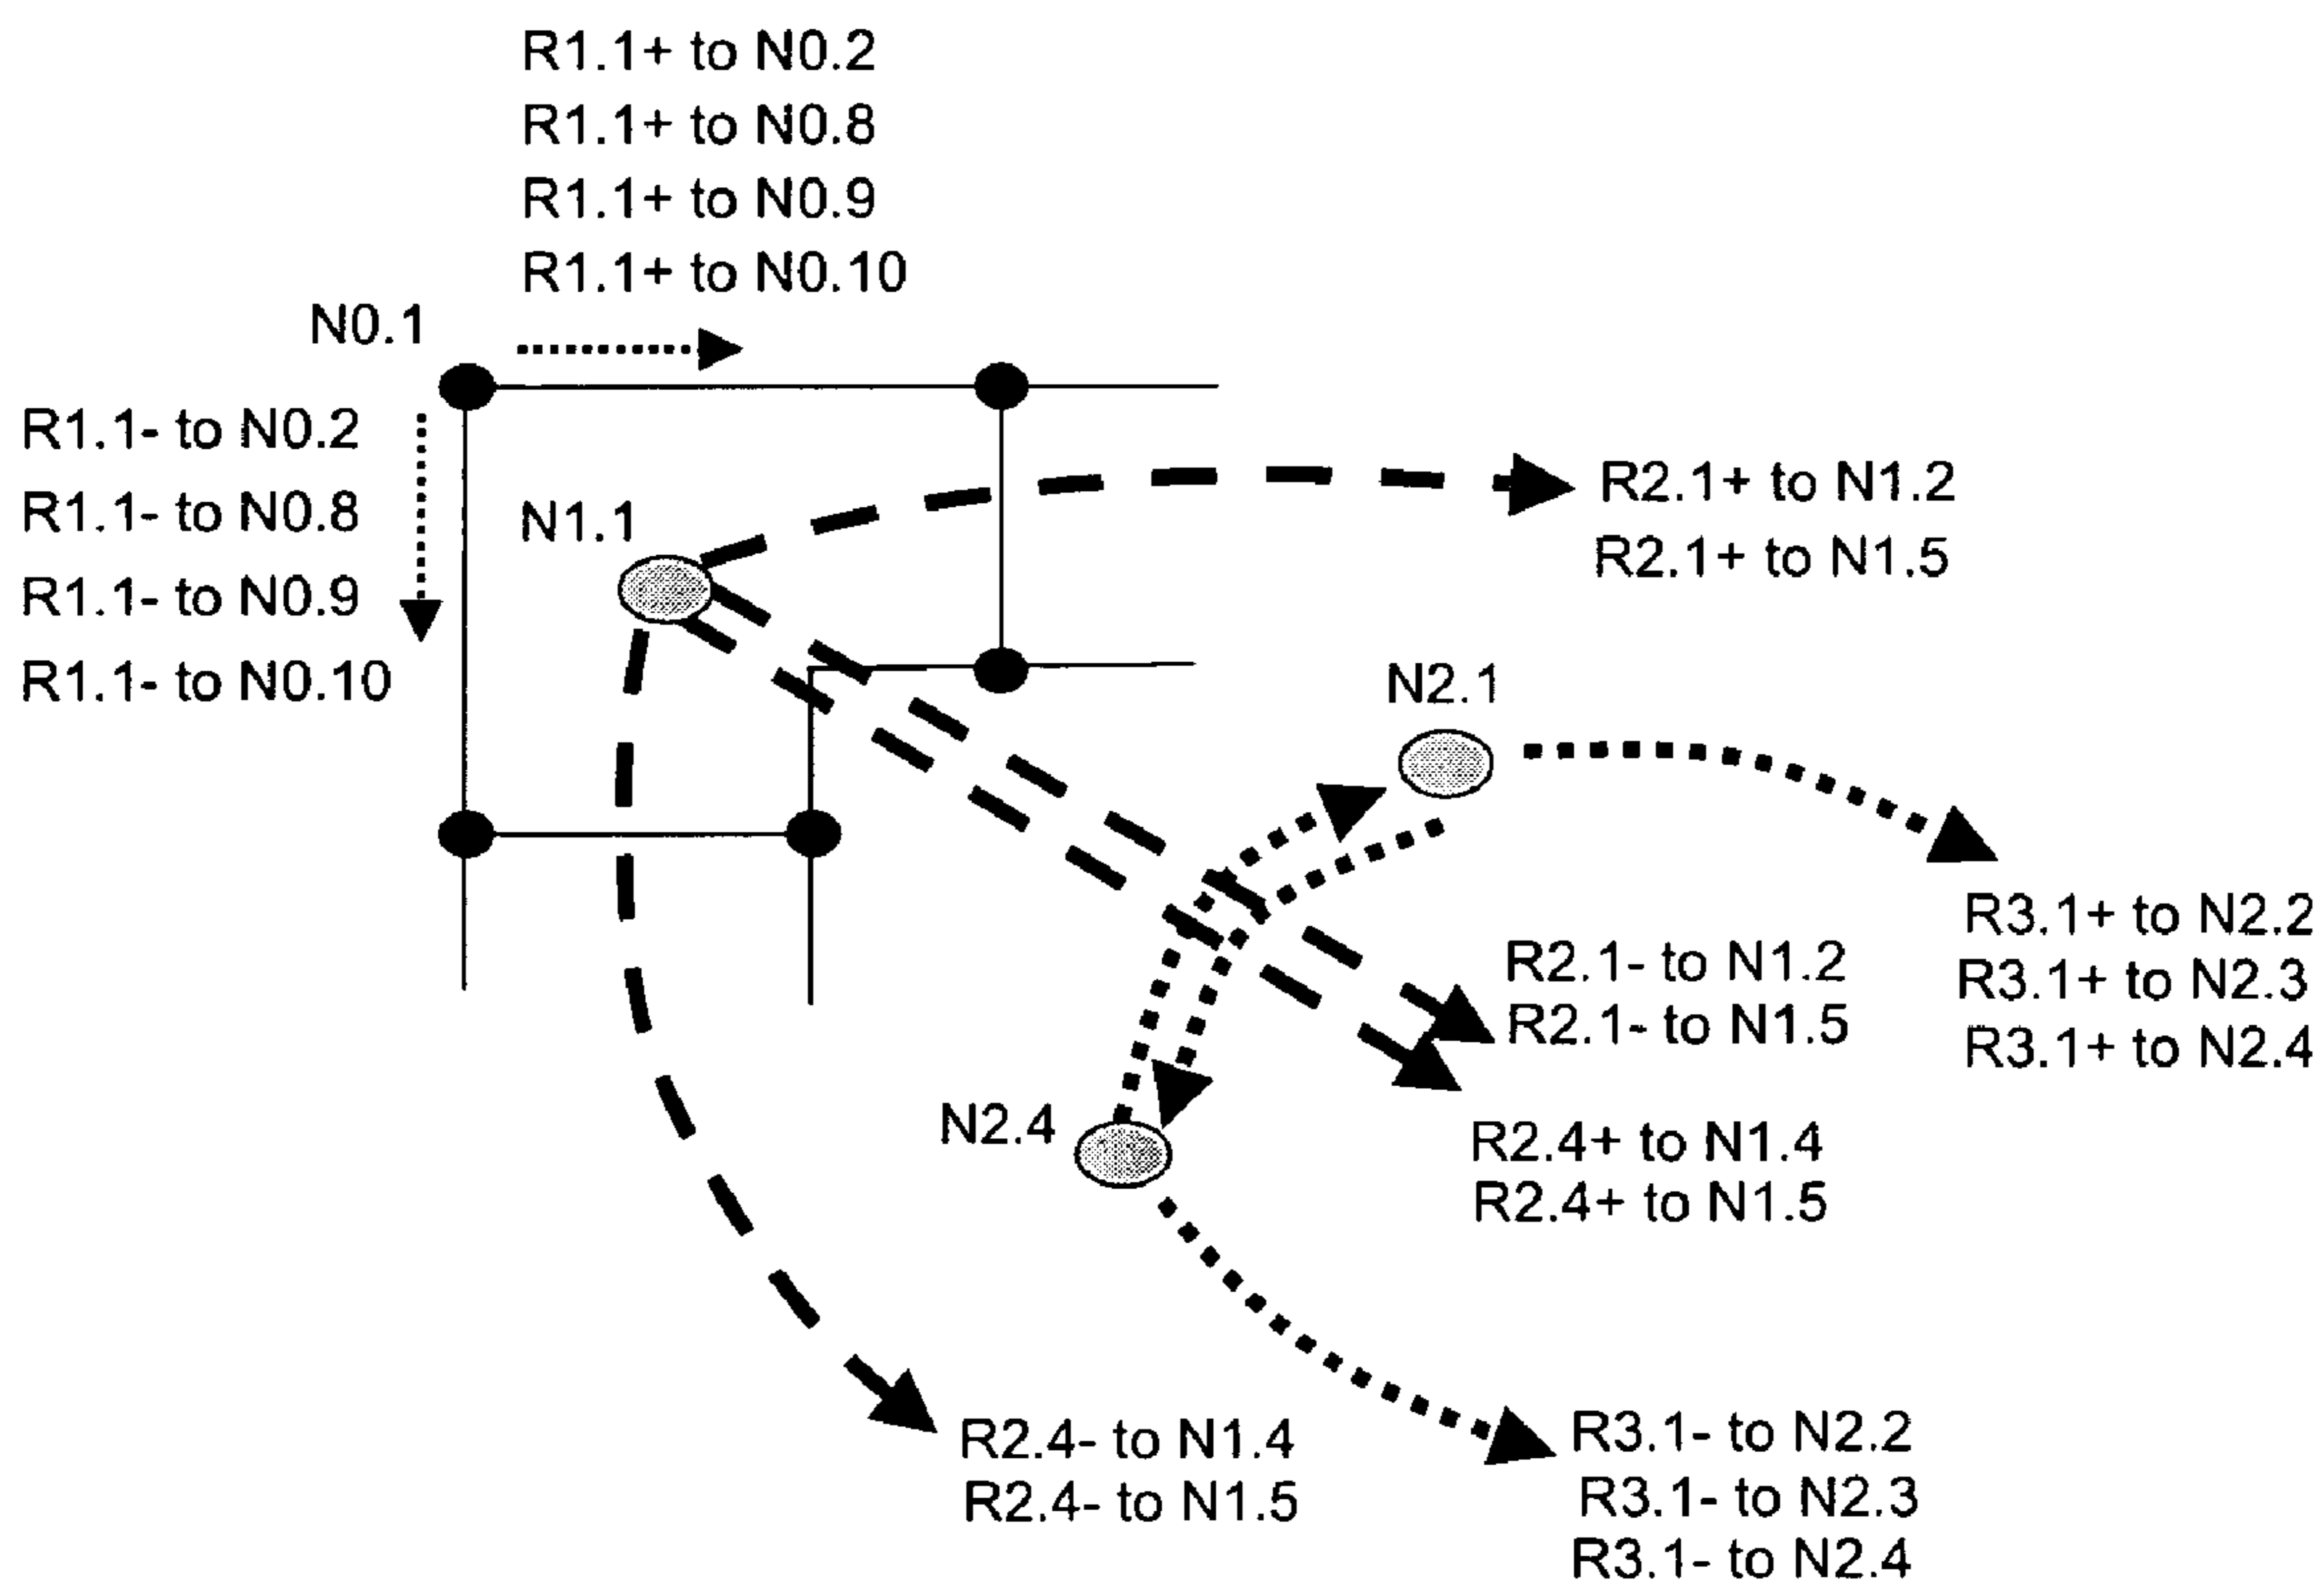 R1.1+ to N0.2
R1.1+ to N0.8
R1.1+ to N0.9
R1.1+ to N0.10
N0.1
R1.1- to N0.2
R1.1- to N0.8
R1.1- to N0.9
R1.1- to N0.10
N1.1
R2.1+ to N1.2
R2.1+ to N1.5
N2.1
R3.1+ to N2.2
R3.1+ to N2.3
R3.1+ to N2.4
R2.1- to N1.2
R2.1- to N1.5
N2.4
R2.4+ to N1.4
R2.4+ to N1.5
R2.4- to N1.4
R2.4- to N1.5
R3.1- to N2.2
R3.1- to N2.3
R3.1- to N2.4